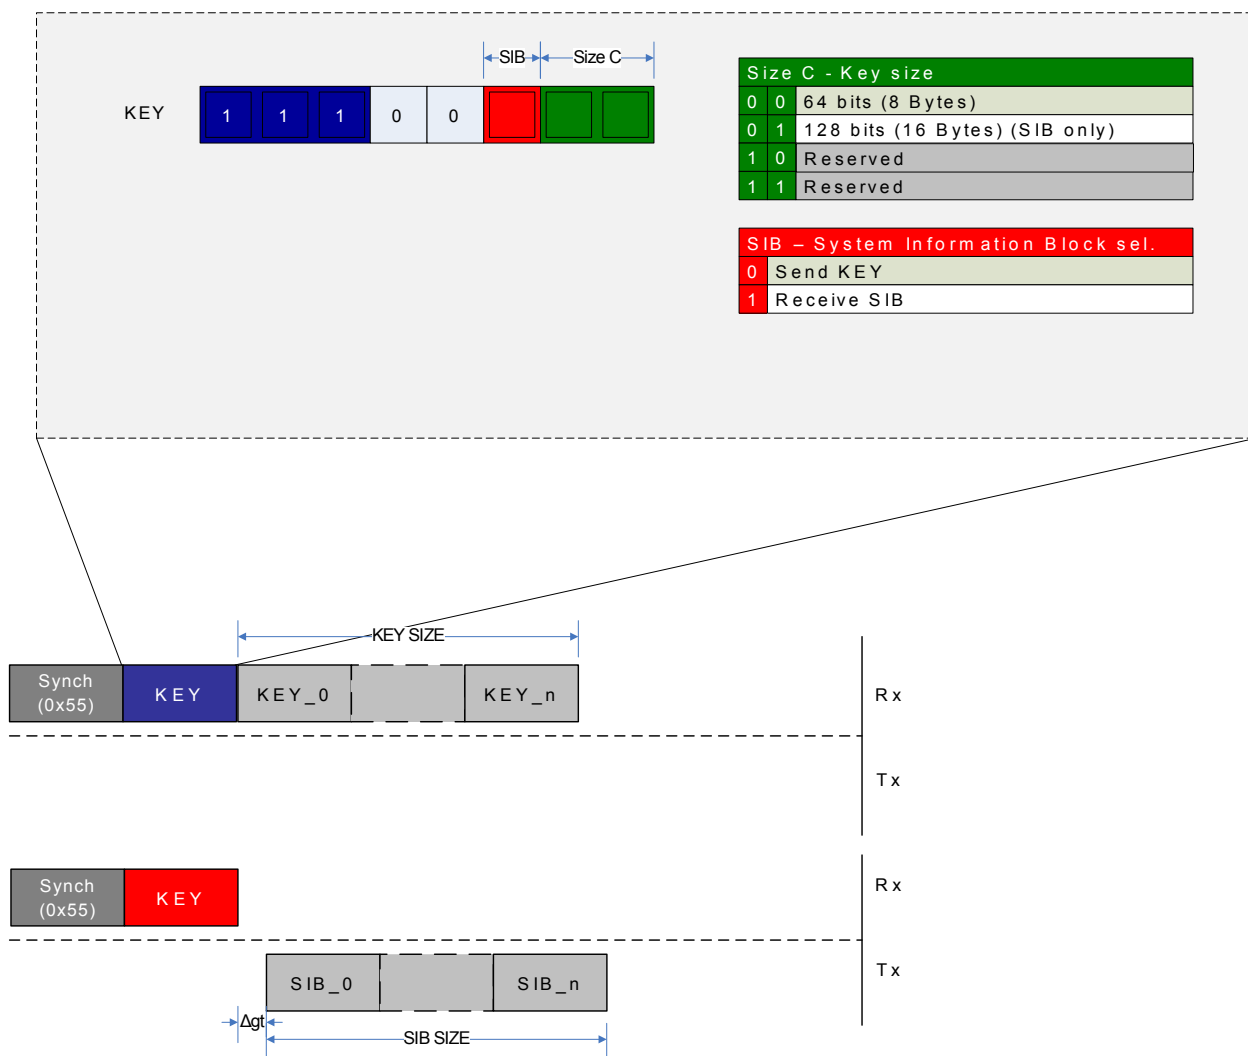 SIB Size C
KEY 1 1 1 0 0
Size C - Key size
0 0 64 bits (8 Bytes)
0 1 128 bits (16 Bytes) (SIB only)
1 0 Reserved
1 1 Reserved
SIB – System Information Block sel.
0 Send KEY
1 Receive SIB
KEY SIZE
Synch
(0x55)
KEY
KEY_0
KEY_n
Rx
Tx
Synch
(0x55)
KEY
Rx
Tx
SIB_0
SIB_n
Δgt
SIB SIZE